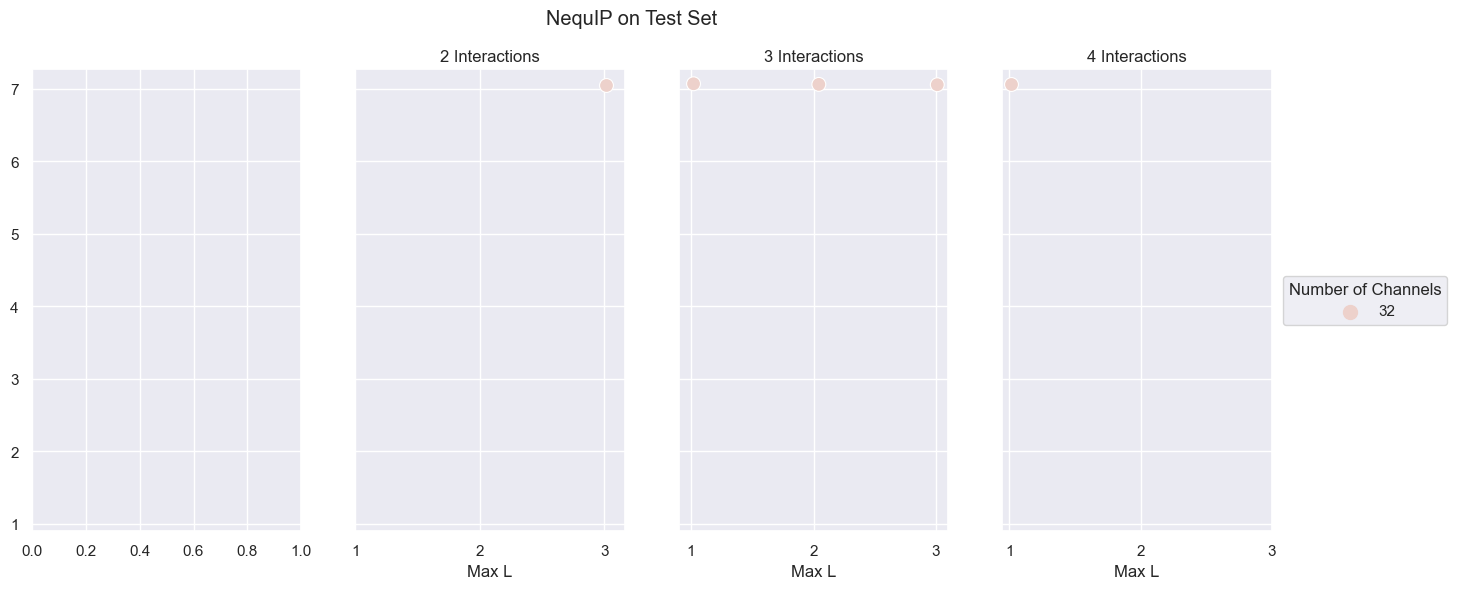 NequIP on Test Set
2 Interactions
3 Interactions
4 Interactions
7
6
5
4
3
2
1
0.0 0.2 0.4 0.6 0.8 1.0
1 2 3
1 2 3
1 2 3
Max L
Max L
Max L
Number of Channels
32